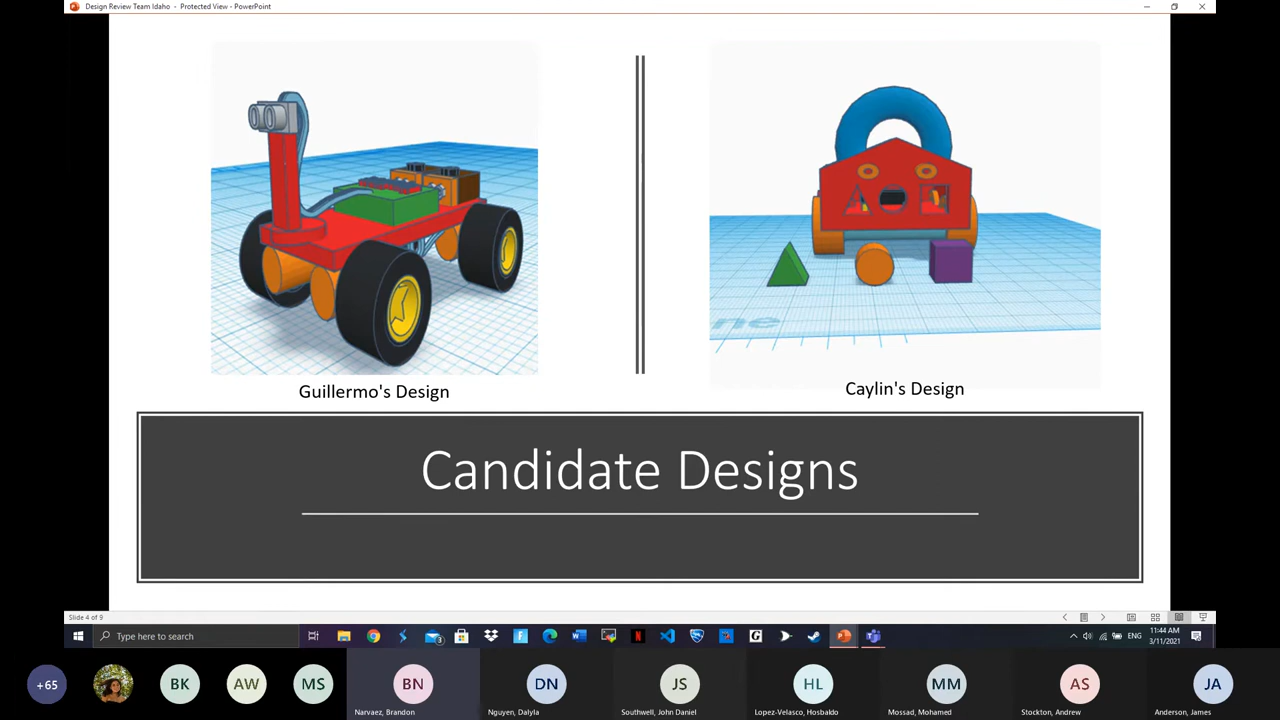 Design Review Team Idaho - Protected View - PowerPoint
Guillermo's Design
Caylin's Design
Candidate Designs
Slide 4 of 9
Type here to search
3
G
ENG
11:44 AM
3/11/2021
+65
BK
AW
MS
BN
DN
JS
HL
MM
AS
JA
Narvaez, Brandon
Nguyen, Dalyla
Southwell, John Daniel
Lopez-Velasco, Hosbaldo
Mossad, Mohamed
Stockton, Andrew
Anderson, James